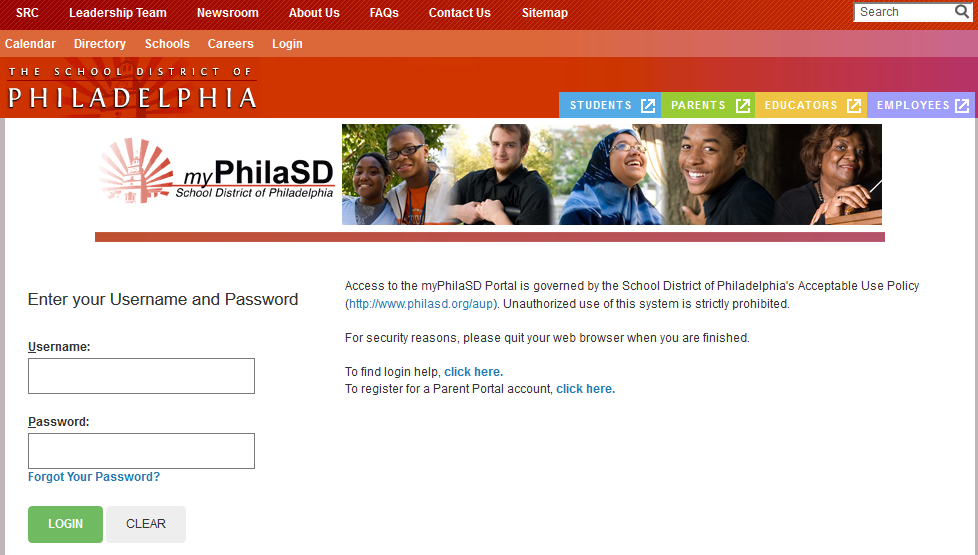 SRC Leadership Team Newsroom About Us FAQs Contact Us Sitemap Search
Calendar Directory Schools Careers Login
THE SCHOOL DISTRICT OF
PHILADELPHIA
STUDENTS PARENTS EDUCATORS EMPLOYEES
myPhilaSD
School District of Philadelphia
Enter your Username and Password
Username:
Password:
Forgot Your Password?
LOGIN CLEAR
Access to the myPhilaSD Portal is governed by the School District of Philadelphia's Acceptable Use Policy
(http://www.philasd.org/aup). Unauthorized use of this system is strictly prohibited.
For security reasons, please quit your web browser when you are finished.
To find login help, click here.
To register for a Parent Portal account, click here.